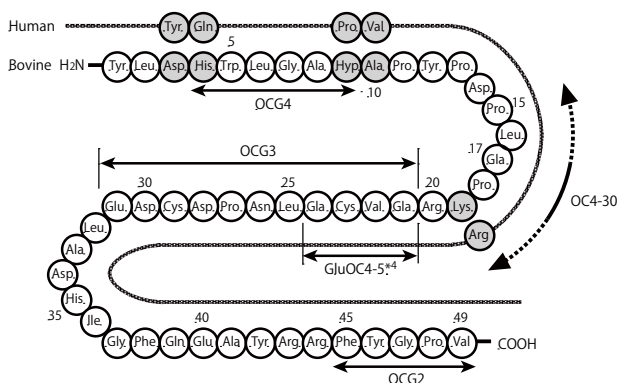 Human Tyr Gln Pro Val
5
Bovine H2N Tyr Leu Asp His Trp Leu Gly Ala Hyp Ala Pro Tyr Pro
OCG4 10
Asp
Pro 15
Leu
OCG3 17 Gla
Pro
30 25 20 OC4-30
Glu Asp Cys Asp Pro Asn Leu Gla Cys Val Gla Arg Lys
Leu Arg
Ala
GluOC4-5*4
Asp
His
35 Ile
40 45 49
Gly Phe Gln Glu Ala Tyr Arg Arg Phe Tyr Gly Pro Val COOH
OCG2